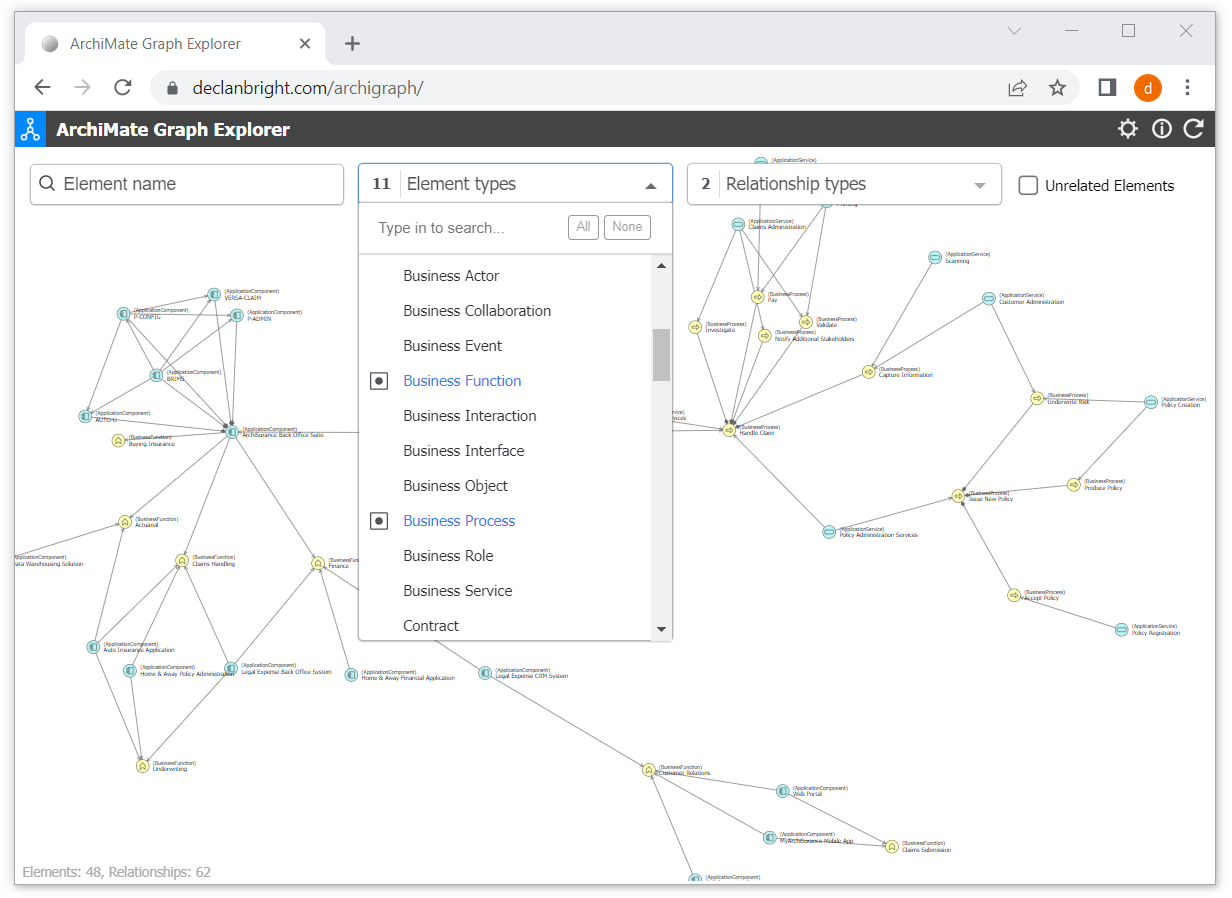 ArchiMate Graph Explorer
declanbright.com/archigraph/
d
ArchiMate Graph Explorer
Element name
11 Element types
2 Relationship types
Unrelated Elements
Type in to search...
All
None
Business Actor
Business Collaboration
Business Event
Business Function
Business Interaction
Business Interface
Business Object
Business Process
Business Role
Business Service
Contract
(ApplicationComponent)
VERSA-CLAIM
(ApplicationComponent)
P-CONFIG
(ApplicationComponent)
P-ADMIN
(ApplicationComponent)
BRIMS
(ApplicationComponent)
AUTO-U
(BusinessFunction)
Buying Insurance
(ApplicationComponent)
ArchiSurance Back Office Suite
(BusinessFunction)
Actuarial
(BusinessFunction)
Claims Handling
(BusinessFun
Finance
pplicationComponent)
ata Warehousing Solution
(ApplicationComponent)
Auto Insurance Application
(ApplicationComponent)
Home & Away Policy Administration
(ApplicationComponent)
Legal Expense Back Office System
(ApplicationComponent)
Home & Away Financial Application
(ApplicationComponent)
Legal Expense CRM System
(BusinessFunction)
Underwriting
(BusinessFunction)
Customer Relations
(ApplicationComponent)
Web Portal
(ApplicationComponent)
MyArchiSurance Mobile App
(BusinessFunction)
Claims Submission
(ApplicationComponent)
(ApplicationService)
(ApplicationService)
Claims Administration
(ApplicationService)
Scanning
(BusinessProcess)
Pay
(ApplicationService)
Customer Administration
(BusinessProcess)
Investigate
(BusinessProcess)
Validate
(BusinessProcess)
Notify Additional Stakeholders
(BusinessProcess)
Capture Information
(BusinessProcess)
Underwrite Risk
(ApplicationService)
Policy Creation
(BusinessProcess)
Handle Claim
(BusinessProcess)
Produce Policy
(BusinessProcess)
Issue New Policy
(ApplicationService)
Policy Administration Services
(BusinessProcess)
Accept Policy
(ApplicationService)
Policy Registration
Elements: 48, Relationships: 62